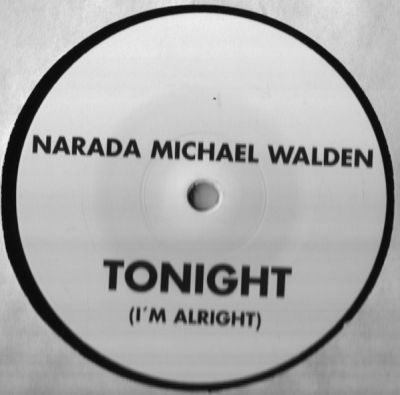 NARADA MICHAEL WALDEN
TONIGHT
(I´M ALRIGHT)